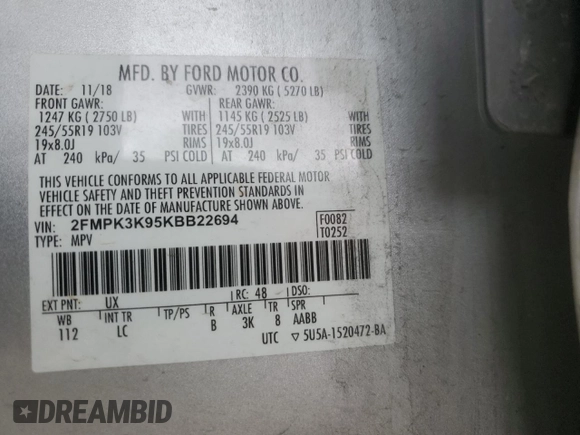 MFD. BY FORD MOTOR CO.
DATE: 11/18 GVWR: 2390 KG ( 5270 LB)
FRONT GAWR: REAR GAWR:
1247 KG ( 2750 LB) WITH 1145 KG ( 2525 LB) WITH
245/55R19 103V TIRES 245/55R19 103V TIRES
19x8.0J RIMS 19x8.0J RIMS
AT 240 kPa/ 35 PSI COLD AT 240 kPa/ 35 PSI COLD
THIS VEHICLE CONFORMS TO ALL APPLICABLE FEDERAL MOTOR
VEHICLE SAFETY AND THEFT PREVENTION STANDARDS IN
EFFECT ON THE DATE OF MANUFACTURE SHOWN ABOVE.
VIN: 2FMPK3K95KBB22694 F0082
TYPE: MPV T0252
EXT PNT: UX RC: 48 DSO:
WB INT TR TP/PS R AXLE TR SPR
112 LC B 3K 8 AABB
UTC ▽ 5U5A-1520472-BA
DREAMBID